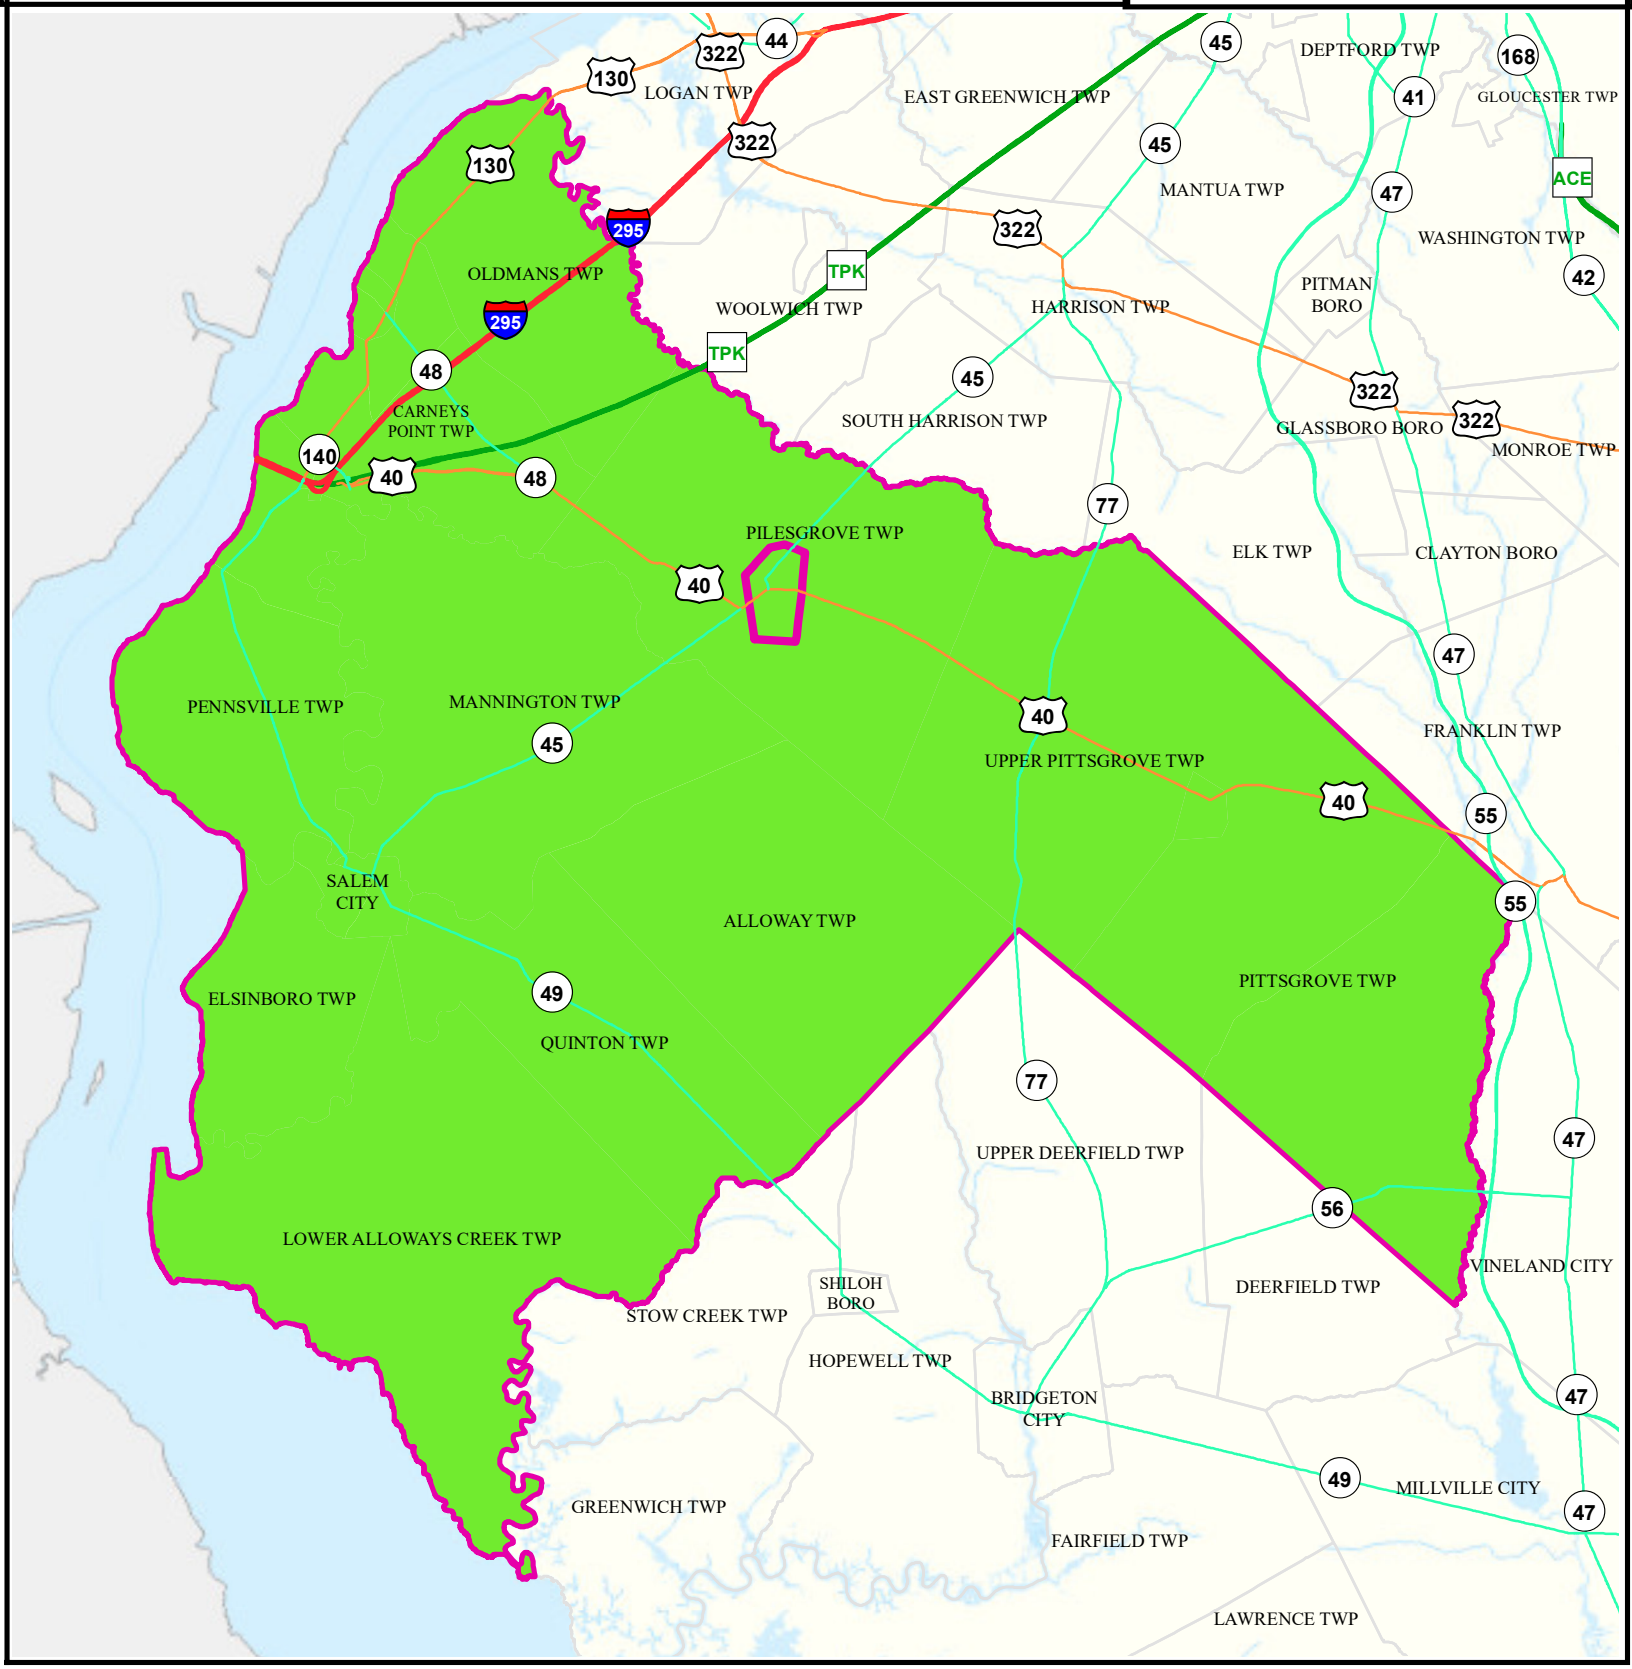 44
45
322
DEPTFORD TWP
168
130
LOGAN TWP
EAST GREENWICH TWP
41
GLOUCESTER TWP
322
45
130
ACE
MANTUA TWP
47
295
322
WASHINGTON TWP
OLDMANS TWP
TPK
42
PITMAN
BORO
WOOLWICH TWP
HARRISON TWP
295
TPK
48
45
322
CARNEYS
POINT TWP
SOUTH HARRISON TWP
322
GLASSBORO BORO
MONROE TWP
140
40
48
77
PILESGROVE TWP
ELK TWP
CLAYTON BORO
40
47
PENNSVILLE TWP
MANNINGTON TWP
40
FRANKLIN TWP
45
UPPER PITTSGROVE TWP
40
55
SALEM
CITY
55
ALLOWAY TWP
PITTSGROVE TWP
49
ELSINBORO TWP
QUINTON TWP
77
47
UPPER DEERFIELD TWP
56
LOWER ALLOWAYS CREEK TWP
VINELAND CITY
SHILOH
BORO
DEERFIELD TWP
STOW CREEK TWP
HOPEWELL TWP
47
BRIDGETON
CITY
49
MILLVILLE CITY
GREENWICH TWP
47
FAIRFIELD TWP
LAWRENCE TWP